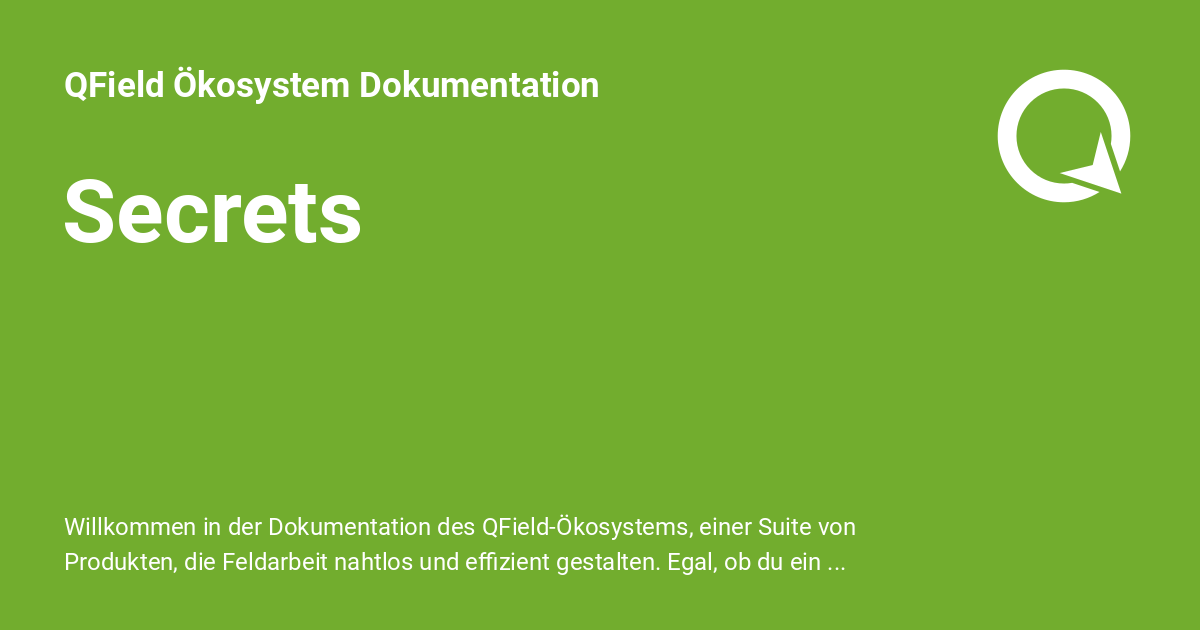 QField Ökosystem Dokumentation
Secrets
Willkommen in der Dokumentation des QField-Ökosystems, einer Suite von
Produkten, die Feldarbeit nahtlos und effizient gestalten. Egal, ob du ein ...